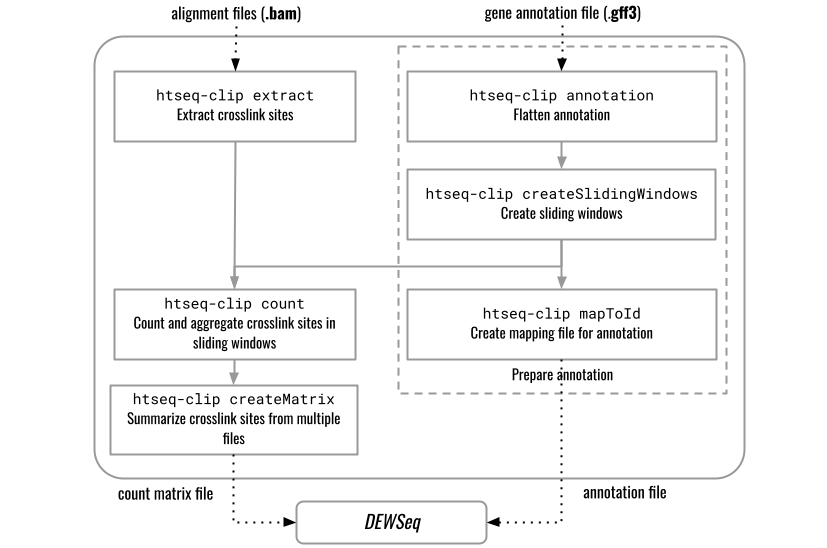 alignment files (.bam)
gene annotation file (.gff3)
htseq-clip extract
Extract crosslink sites
htseq-clip annotation
Flatten annotation
htseq-clip createSlidingWindows
Create sliding windows
htseq-clip count
Count and aggregate crosslink sites in
sliding windows
htseq-clip mapToId
Create mapping file for annotation
Prepare annotation
htseq-clip createMatrix
Summarize crosslink sites from multiple
files
count matrix file
annotation file
DEWSeq